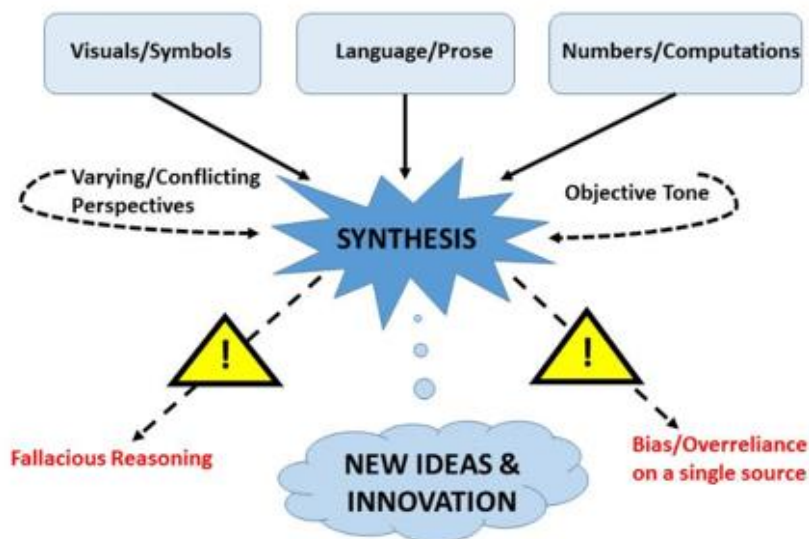 Visuals/Symbols
Language/Prose
Numbers/Computations
Varying/Conflicting
Perspectives
Objective Tone
SYNTHESIS
!
!
Fallacious Reasoning
Bias/Overreliance
on a single source
NEW IDEAS &
INNOVATION